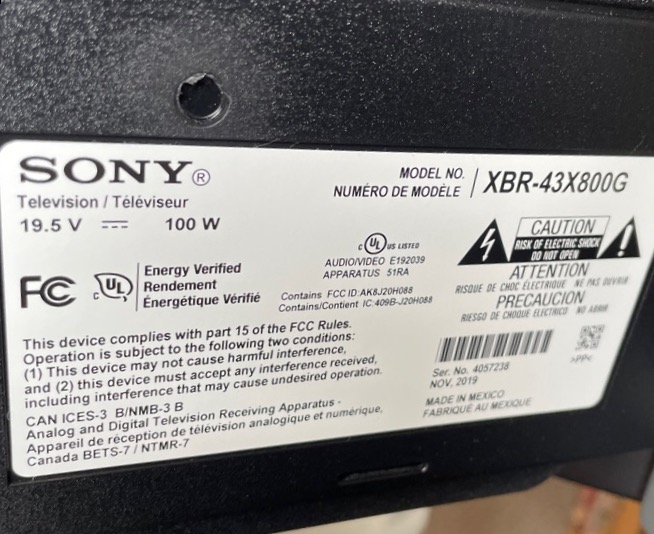 SONY®
Television / Téléviseur
19.5 V ⎓ 100 W
MODEL NO.
NUMÉRO DE MODÈLE
XBR-43X800G
FC
c UL
Energy Verified
Rendement
Énergétique Vérifié
c UL US LISTED
AUDIO/VIDEO E192039
APPARATUS 51RA
Contains FCC ID:AK8J20H088
Contains/Contient IC:409B-J20H088
CAUTION
RISK OF ELECTRIC SHOCK
DO NOT OPEN
ATTENTION
RISQUE DE CHOC ÉLECTRIQUE NE PAS OUVRIR
PRECAUCION
RIESGO DE CHOQUE ELECTRICO NO ABRIR
This device complies with part 15 of the FCC Rules.
Operation is subject to the following two conditions:
(1) This device may not cause harmful interference,
and (2) this device must accept any interference received,
including interference that may cause undesired operation.
CAN ICES-3 B/NMB-3 B
Analog and Digital Television Receiving Apparatus -
Appareil de réception de télévision analogique et numérique,
Canada BETS-7 / NTMR-7
>PP<
Ser. No. 4057238
NOV, 2019
MADE IN MEXICO
FABRIQUÉ AU MEXIQUE